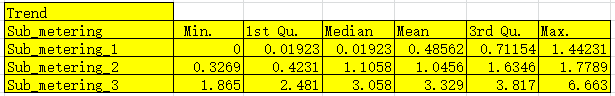 Trend
Sub_metering Min. 1st Qu. Median Mean 3rd Qu. Max.
Sub_metering_1 0 0.01923 0.01923 0.48562 0.71154 1.44231
Sub_metering_2 0.3269 0.4231 1.1058 1.0456 1.6346 1.7789
Sub_metering_3 1.865 2.481 3.058 3.329 3.817 6.663